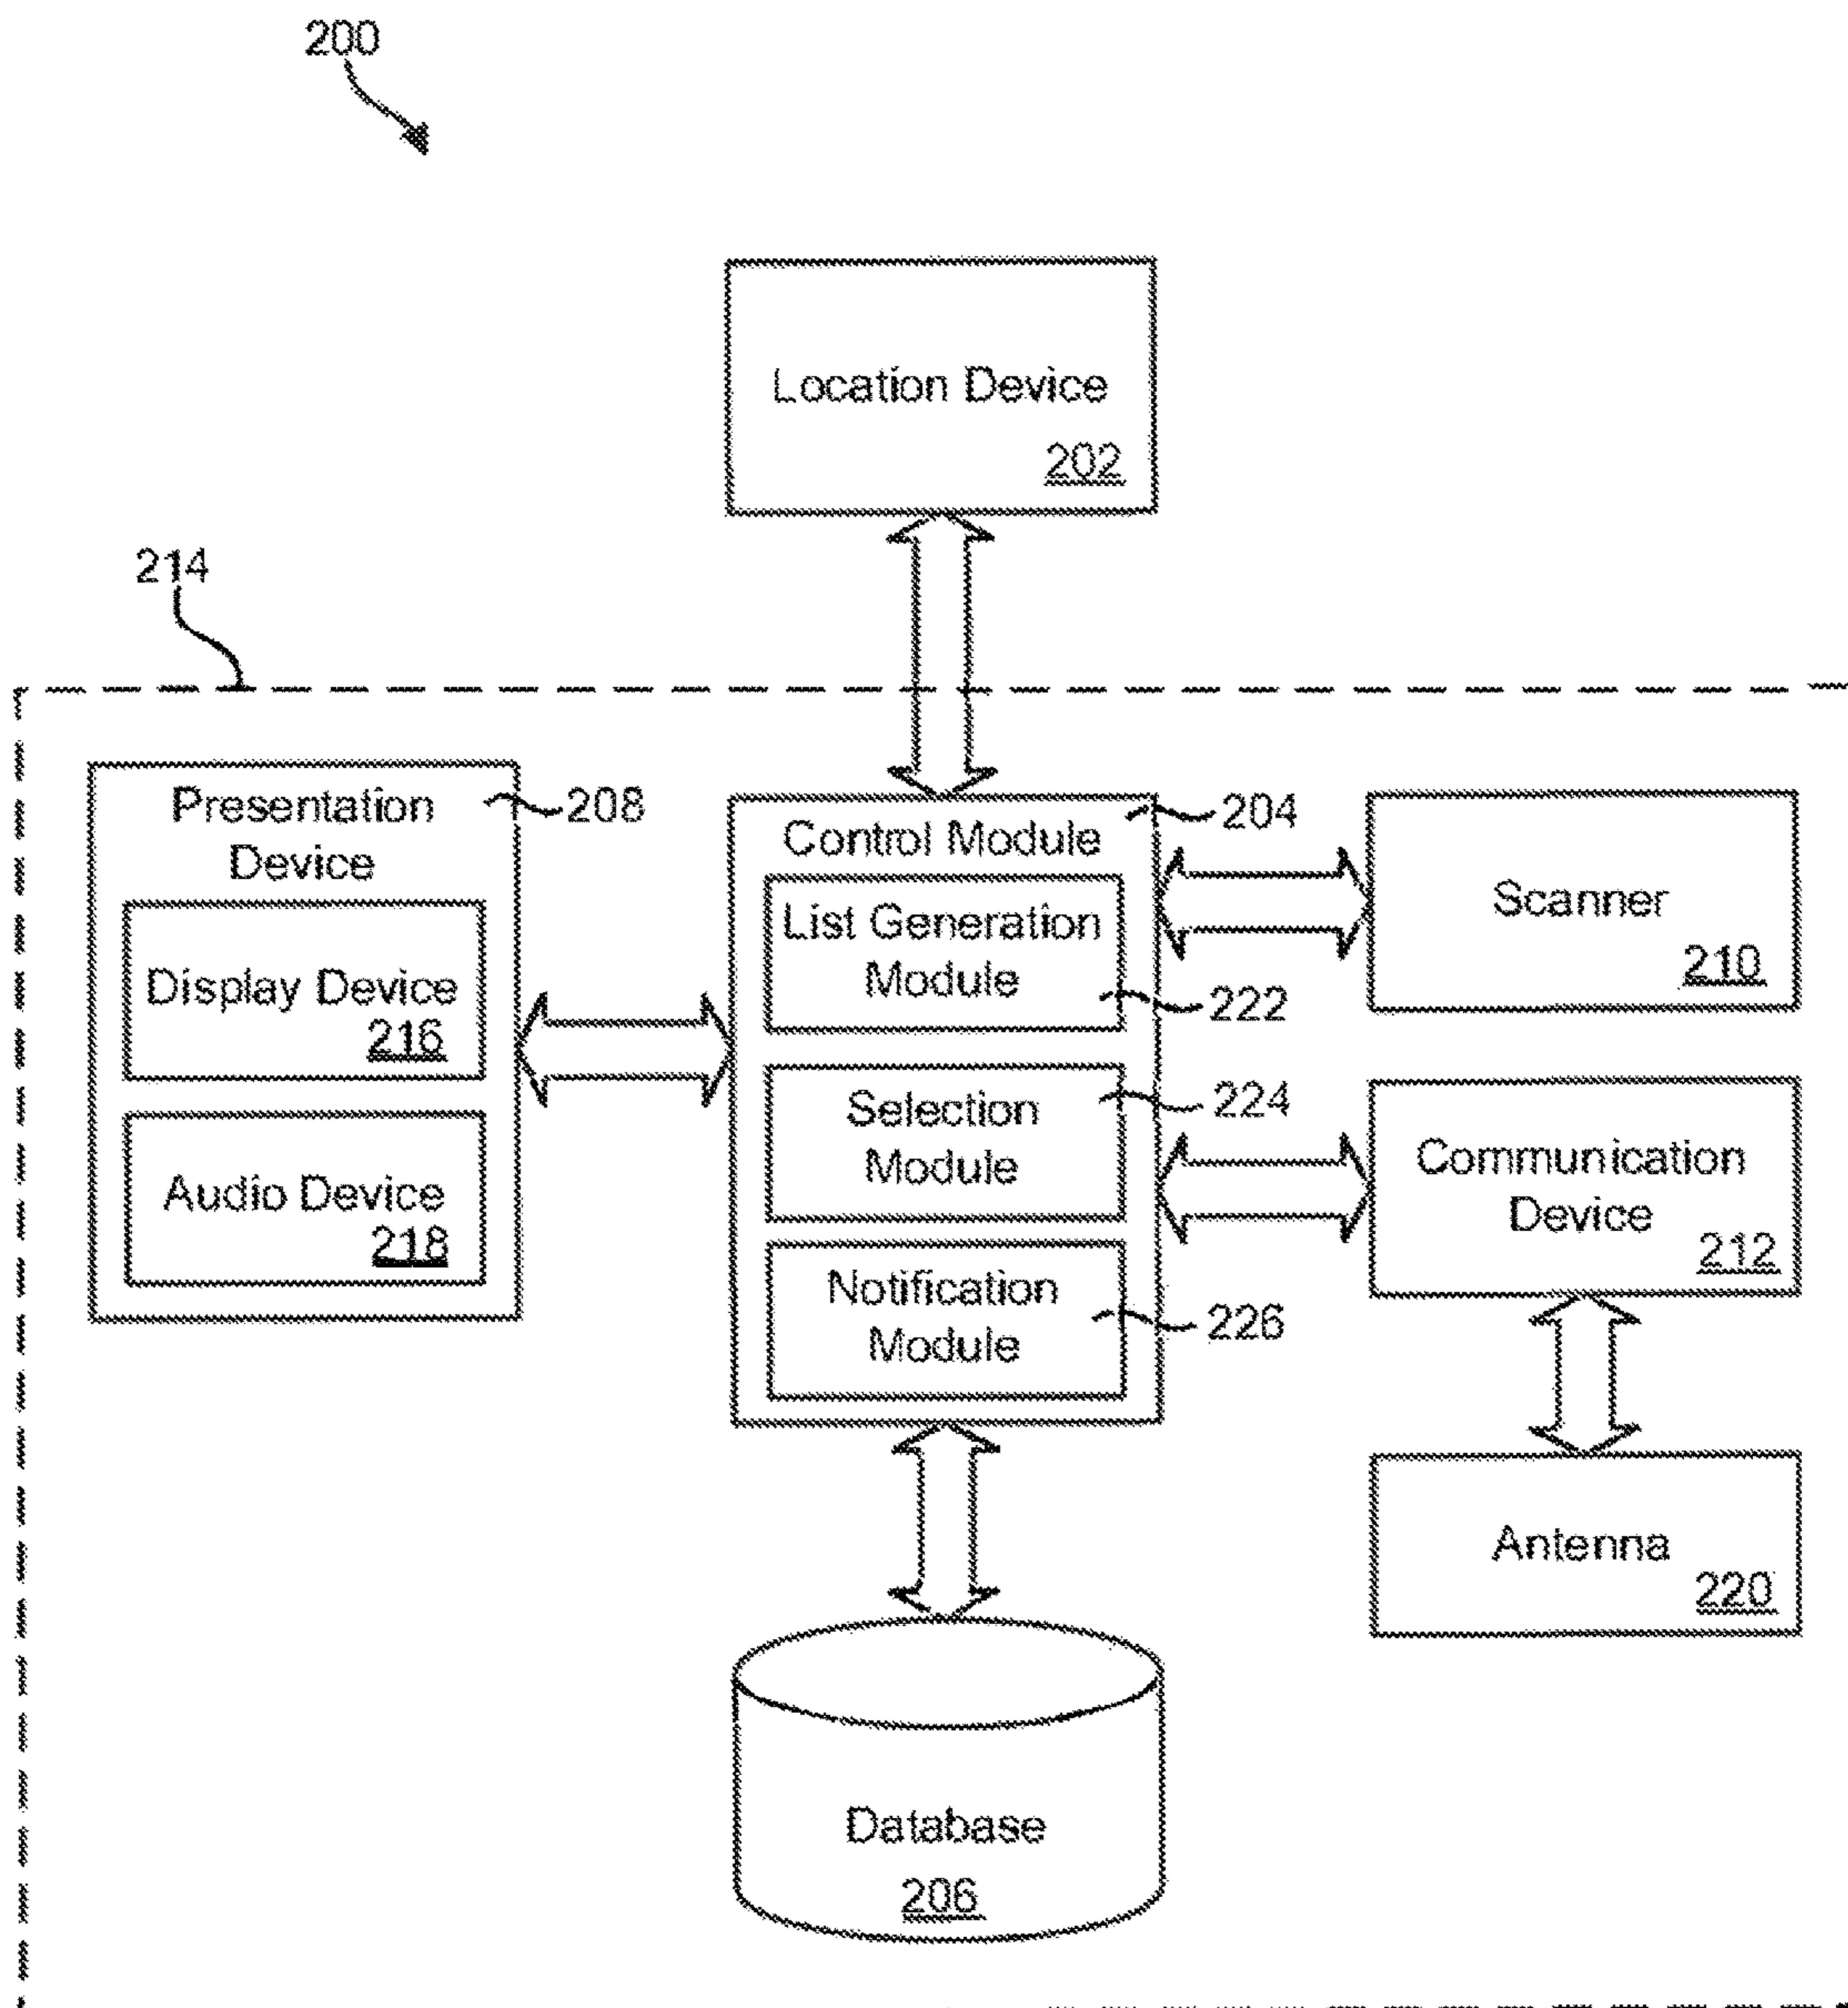 200
Location Device
202
214
Presentation
Device
208
Display Device
216
Audio Device
218
Control Module
204
List Generation
Module
222
Selection
Module
224
Notification
Module
226
Scanner
210
Communication
Device
212
Antenna
220
Database
206